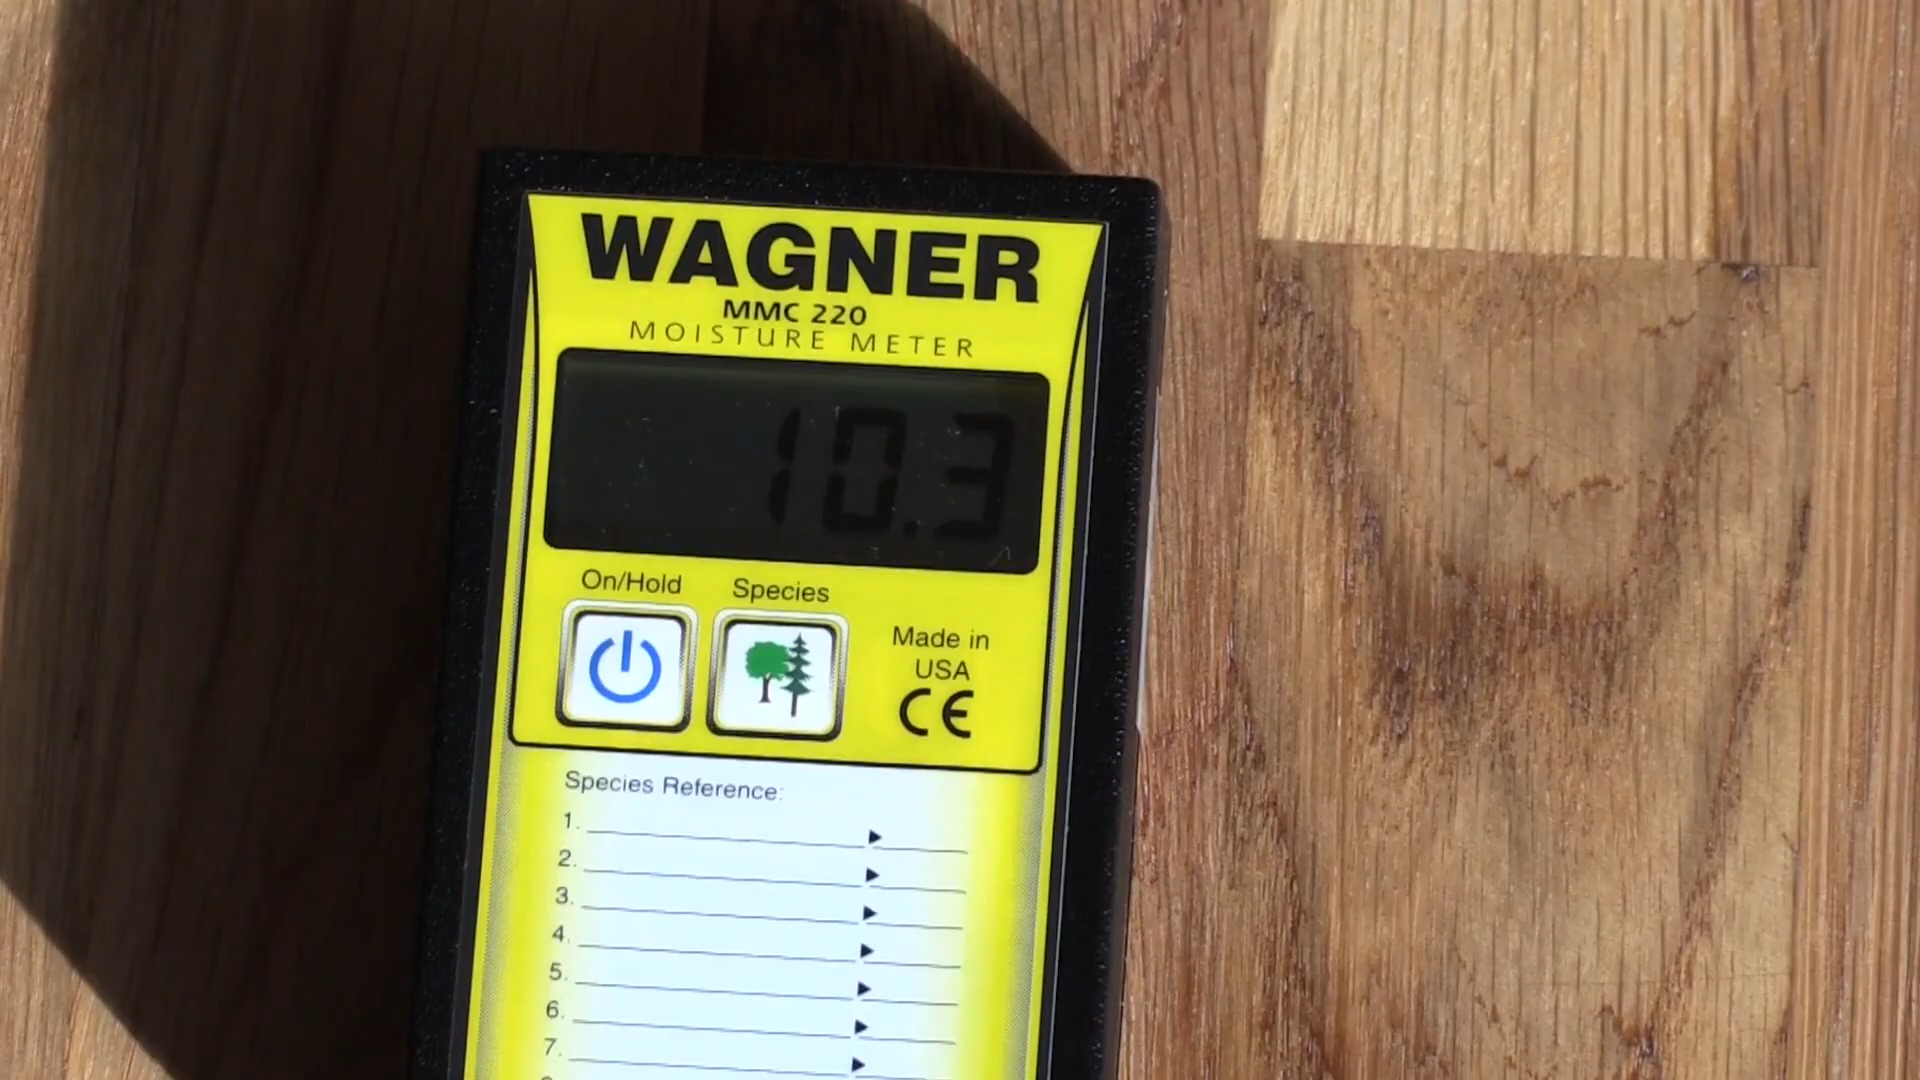 WAGNER
MMC 220
MOISTURE METER
10.3
On/Hold Species
Made in
USA
CE
Species Reference:
1.
2.
3.
4.
5.
6.
7.